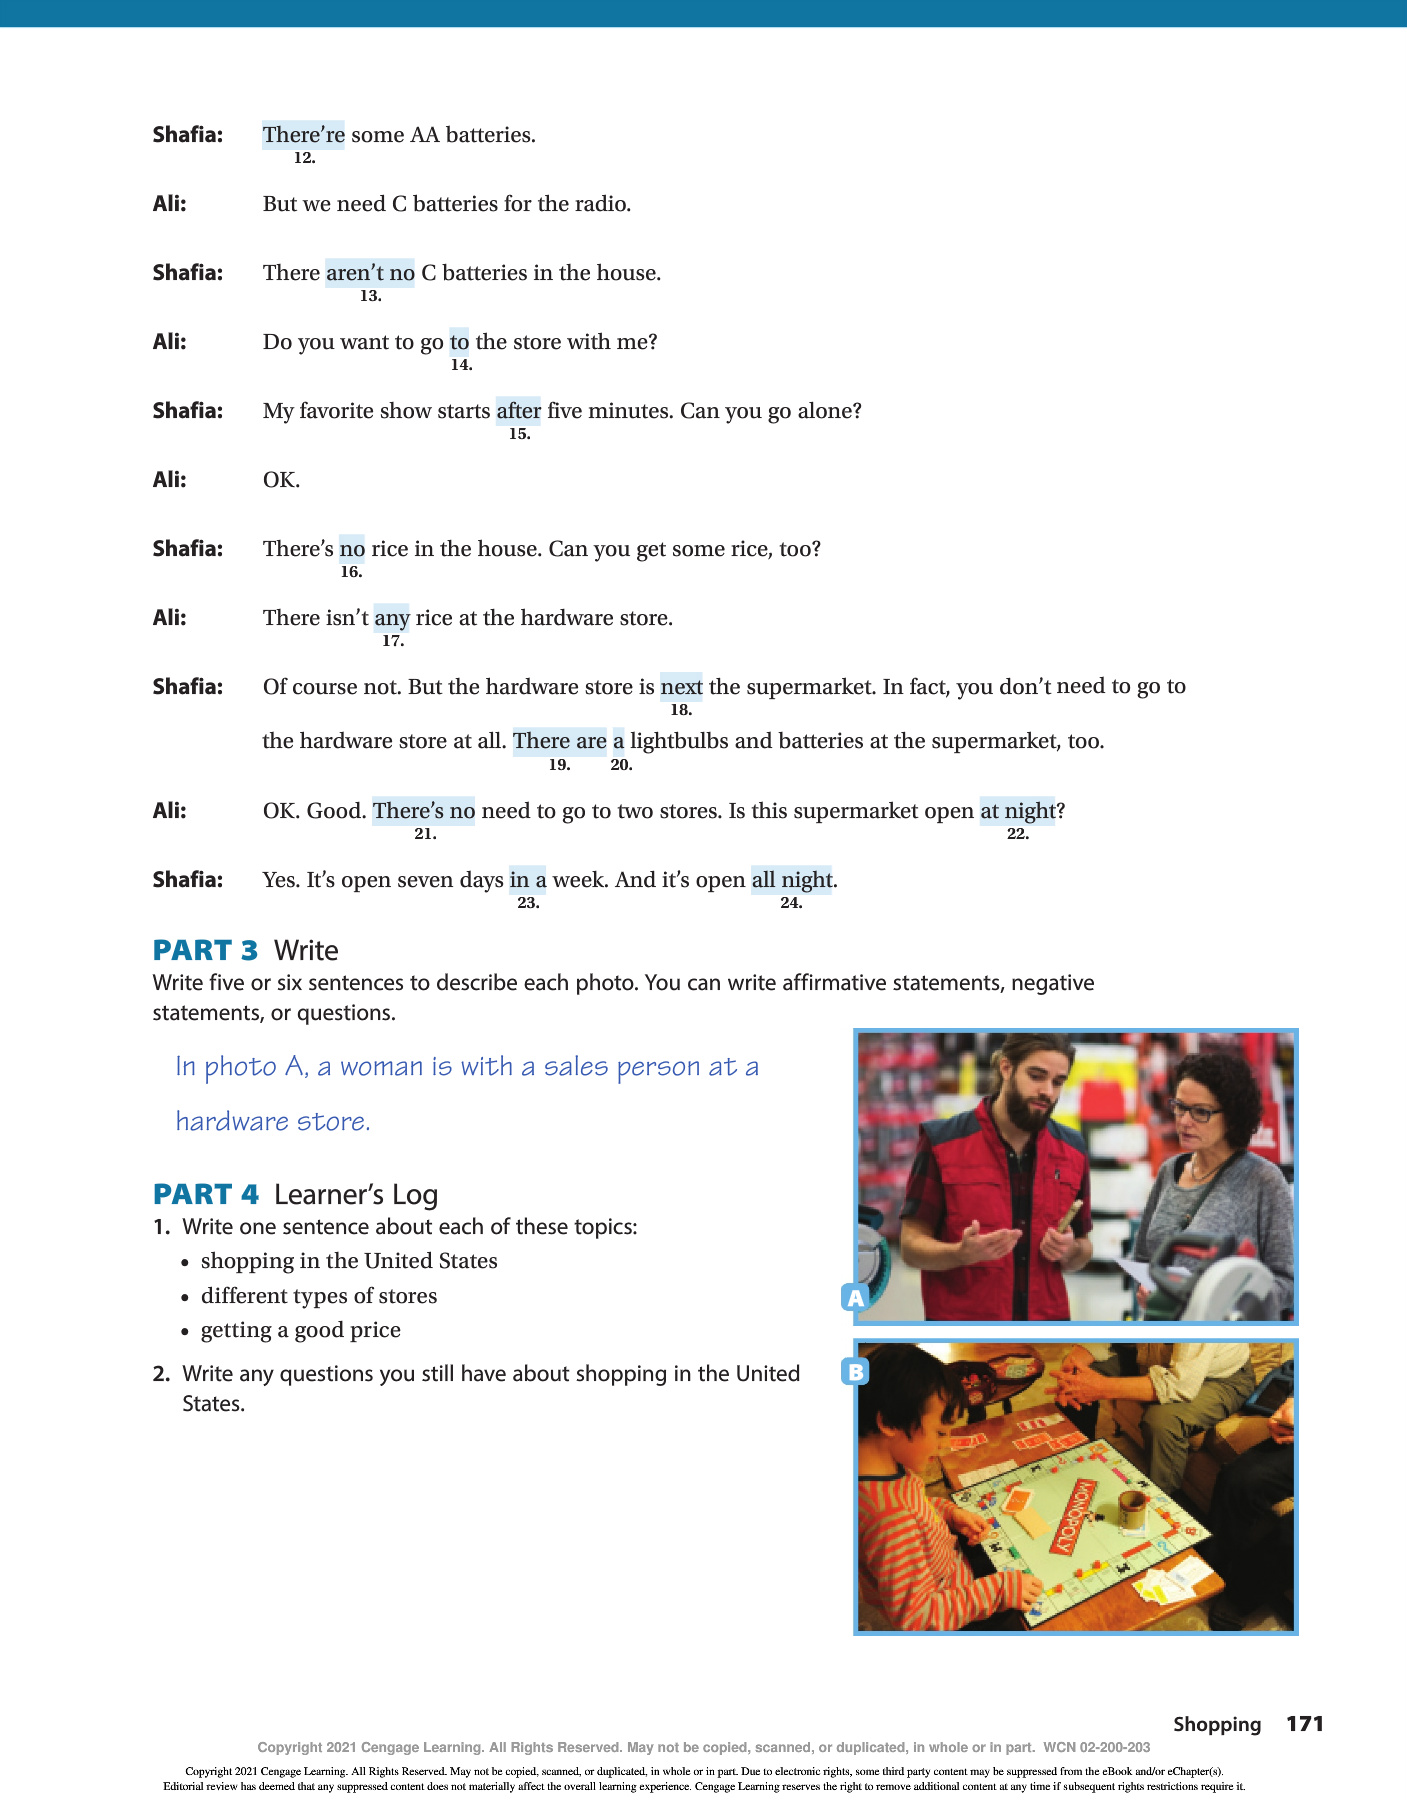 Shafia: There're some AA batteries.
12.
Ali: But we need C batteries for the radio.
Shafia: There aren't no C batteries in the house.
13.
Ali: Do you want to go to the store with me?
14.
Shafia: My favorite show starts after five minutes. Can you go alone?
15.
Ali: OK.
Shafia: There's no rice in the house. Can you get some rice, too?
16.
Ali: There isn't any rice at the hardware store.
17.
Shafia: Of course not. But the hardware store is next the supermarket. In fact, you don't need to go to
18.
the hardware store at all. There are a lightbulbs and batteries at the supermarket, too.
19. 20.
Ali: OK. Good. There's no need to go to two stores. Is this supermarket open at night?
21. 22.
Shafia: Yes. It's open seven days in a week. And it's open all night.
23. 24.
PART 3 Write
Write five or six sentences to describe each photo. You can write affirmative statements, negative
statements, or questions.
In photo A, a woman is with a sales person at a
hardware store.
PART 4 Learner's Log
1. Write one sentence about each of these topics:
• shopping in the United States
• different types of stores
• getting a good price
2. Write any questions you still have about shopping in the United
States.
A
B
MONOPOLY
Shopping 171
Copyright 2021 Cengage Learning. All Rights Reserved. May not be copied, scanned, or duplicated, in whole or in part. WCN 02-200-203
Copyright 2021 Cengage Learning. All Rights Reserved. May not be copied, scanned, or duplicated, in whole or in part. Due to electronic rights, some third party content may be suppressed from the eBook and/or eChapter(s).
Editorial review has deemed that any suppressed content does not materially affect the overall learning experience. Cengage Learning reserves the right to remove additional content at any time if subsequent rights restrictions require it.